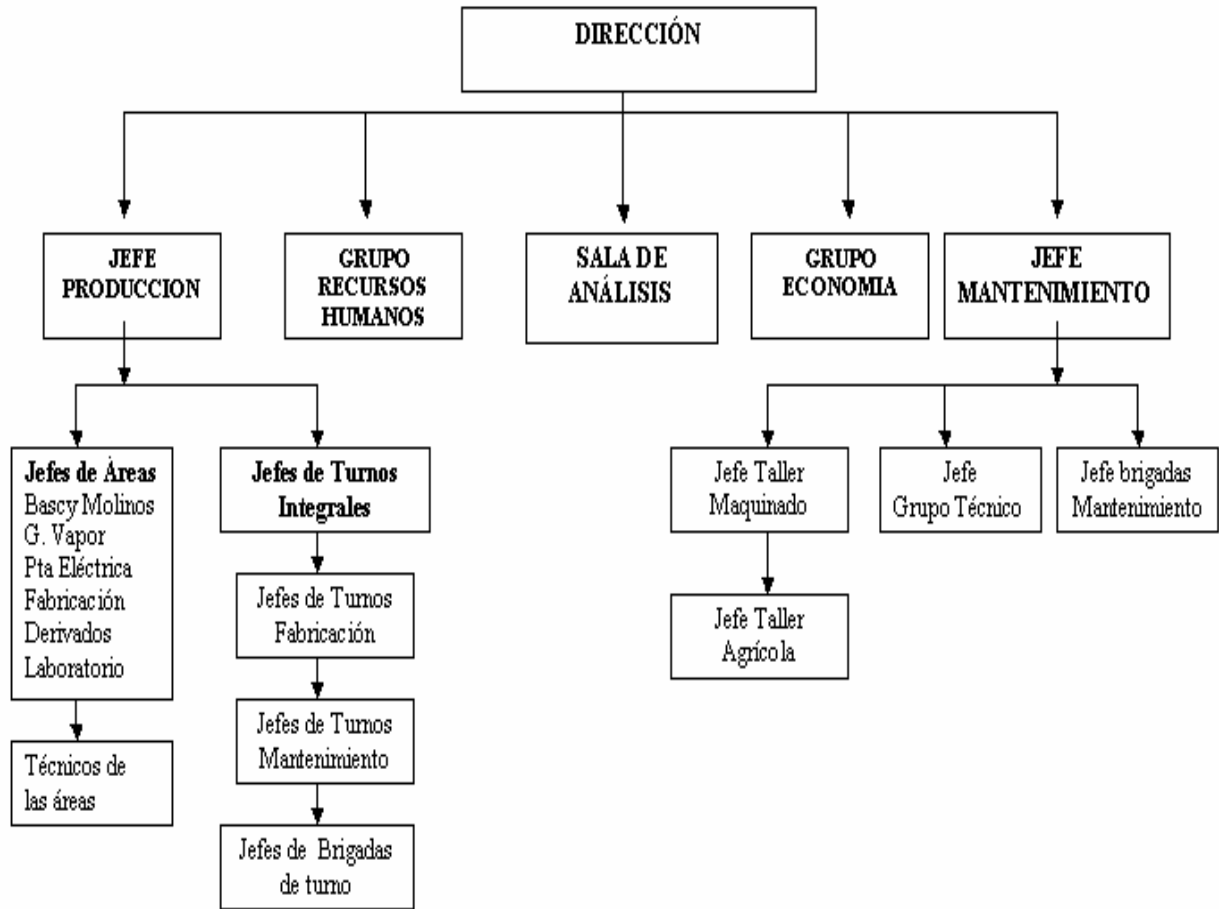 DIRECCIÓN
JEFE
PRODUCCION
GRUPO
RECURSOS
HUMANOS
SALA DE
ANÁLISIS
GRUPO
ECONOMIA
JEFE
MANTENIMIENTO
Jefes de Áreas
Bascy Molinos
G. Vapor
Pta Eléctrica
Fabricación
Derivados
Laboratorio
Jefes de Turnos
Integrales
Jefe Taller
Maquinado
Jefe
Grupo Técnico
Jefe brigadas
Mantenimiento
Jefes de Turnos
Fabricación
Jefe Taller
Agrícola
Jefes de Turnos
Mantenimiento
Técnicos de
las áreas
Jefes de Brigadas
de turno